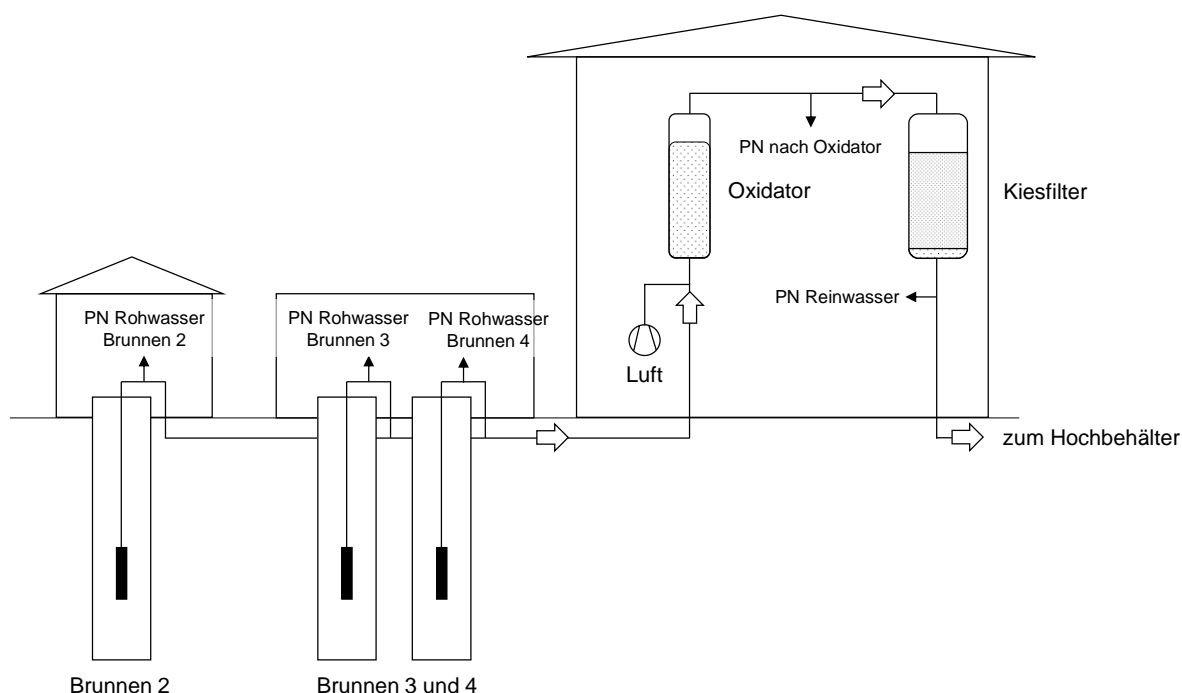 PN nach Oxidator
Oxidator
Kiesfilter
PN Reinwasser
Luft
PN Rohwasser
Brunnen 2
PN Rohwasser
Brunnen 3
PN Rohwasser
Brunnen 4
zum Hochbehälter
Brunnen 2
Brunnen 3 und 4